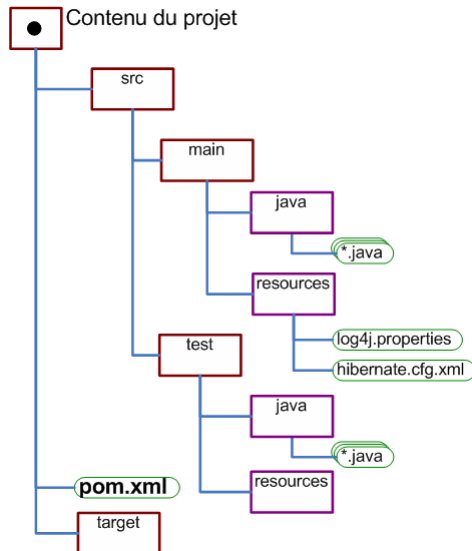 Contenu du projet
src
main
java
*.java
resources
log4j.properties
hibernate.cfg.xml
test
java
*.java
resources
pom.xml
target